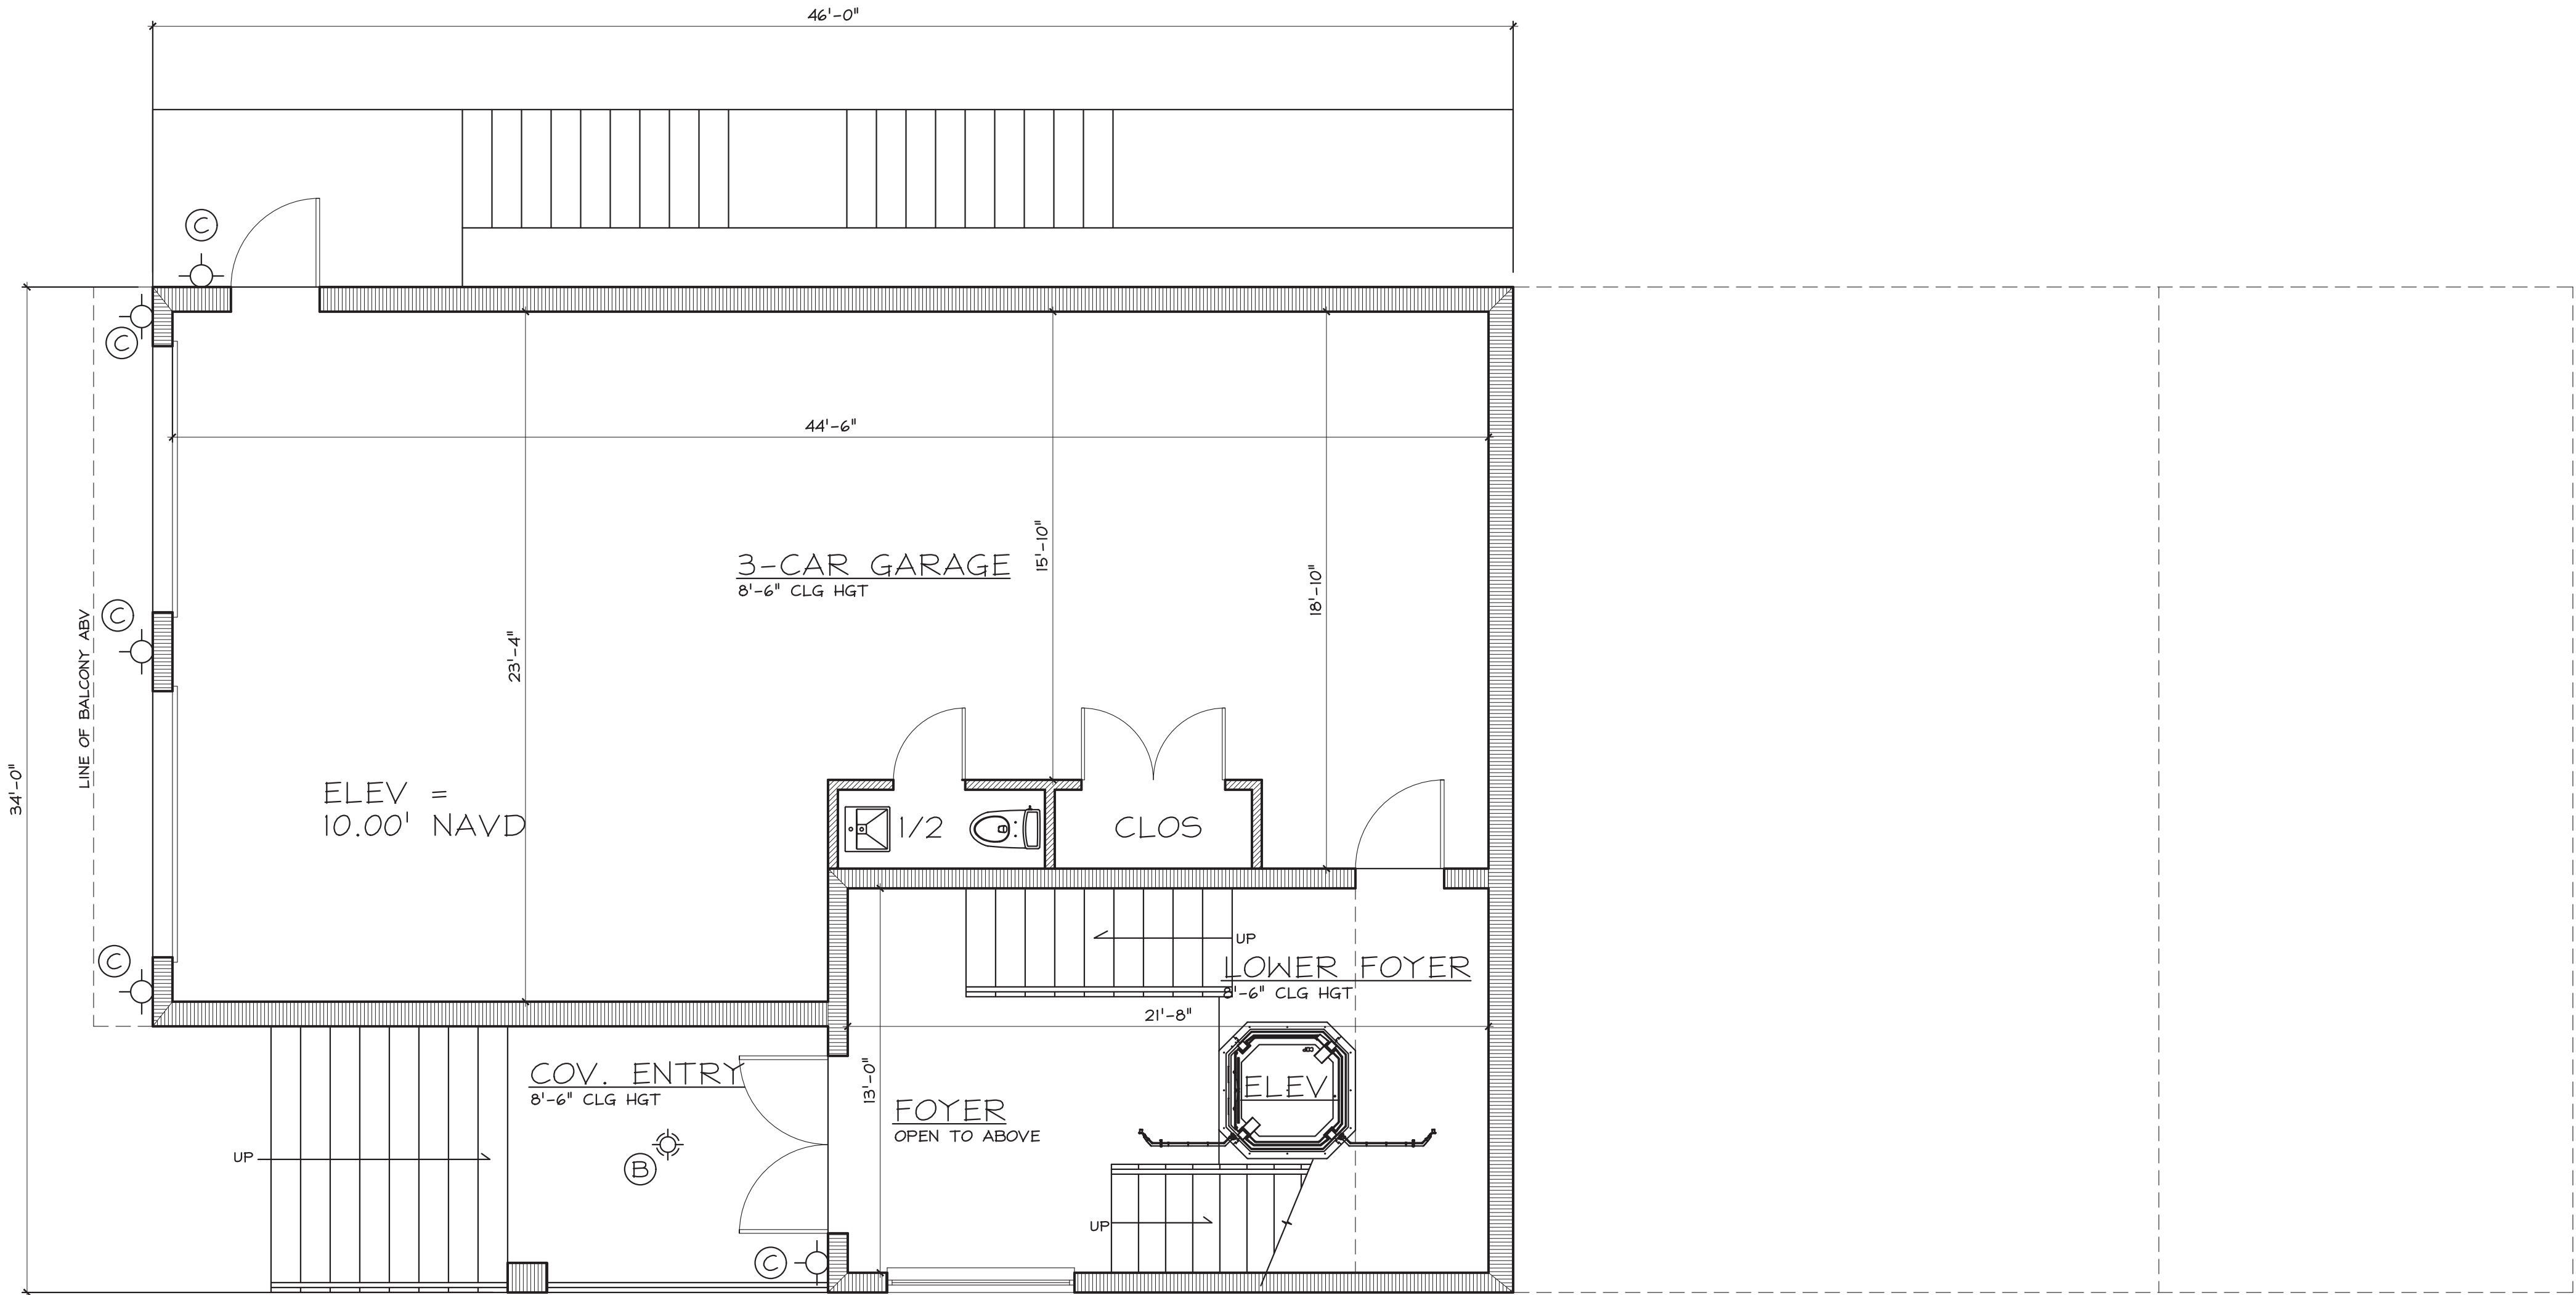 46'-0"
C
C
44'-6"
15'-10"
3-CAR GARAGE
8'-6" CLG HGT
18'-10"
C
LINE OF BALCONY ABV
23'-4"
34'-0"
ELEV =
10.00' NAVD
1/2
CLOS
UP
C
LOWER FOYER
8'-6" CLG HGT
21'-8"
COV. ENTRY
8'-6" CLG HGT
13'-0"
ELEV
FOYER
OPEN TO ABOVE
UP
B
UP
C